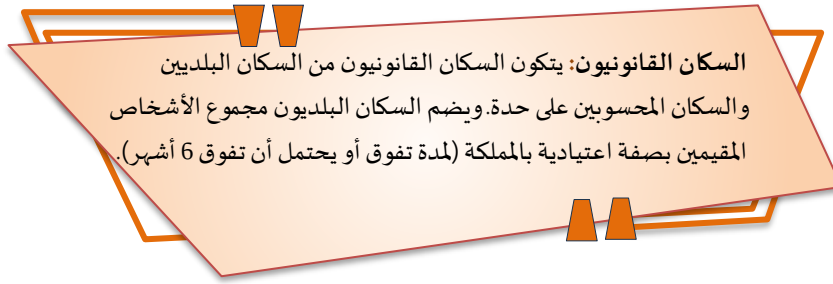 السكان القانونيون: يتكون السكان القانونيون من السكان البلديين
والسكان المحسوبين على حدة. ويضم السكان البلديون مجموع الأشخاص
المقيمين بصفة اعتيادية بالمملكة (لمدة تفوق أو يحتمل أن تفوق 6 أشهر).